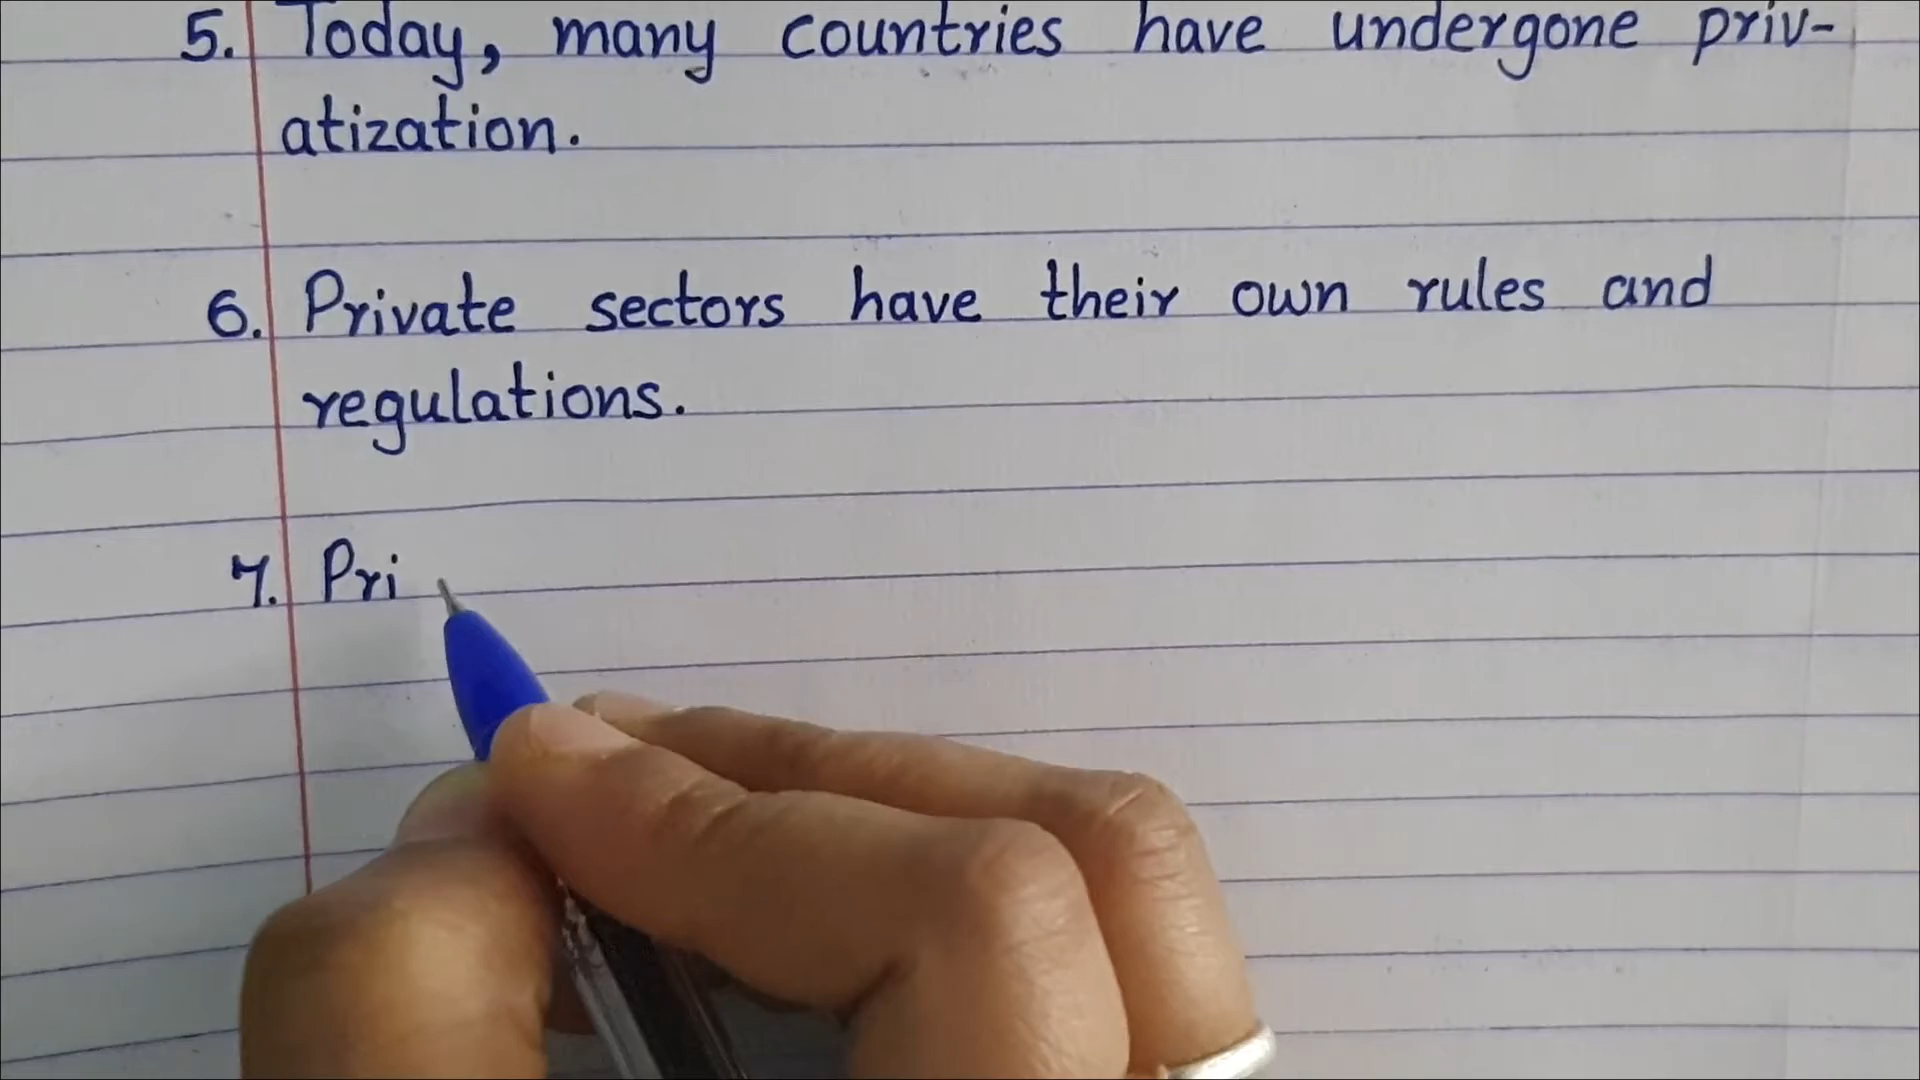 5. Today, many countries have undergone priv-
atization.
6. Private sectors have their own rules and
regulations.
7. Pri